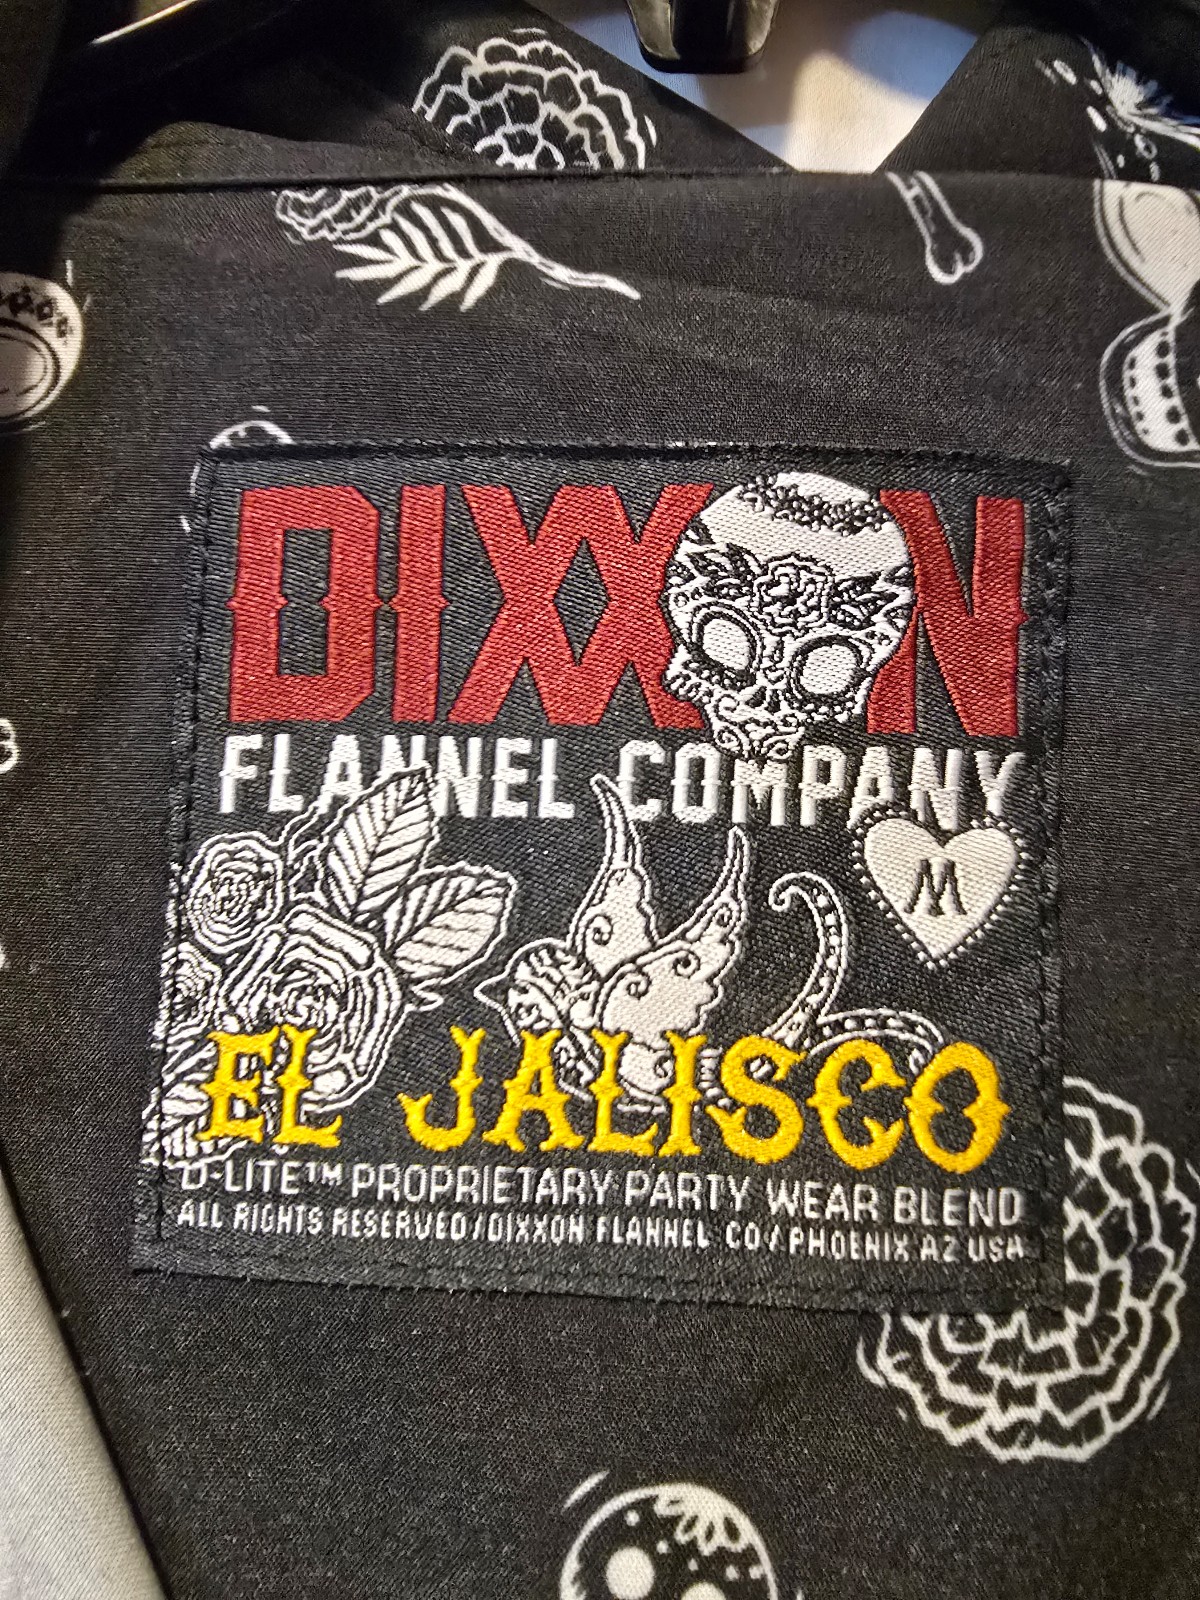 DIXXON
FLANNEL COMPANY
M
EL JALISCO
D-LITE™ PROPRIETARY PARTY WEAR BLEND
ALL RIGHTS RESERVED/DIXXON FLANNEL CO/PHOENIX AZ USA